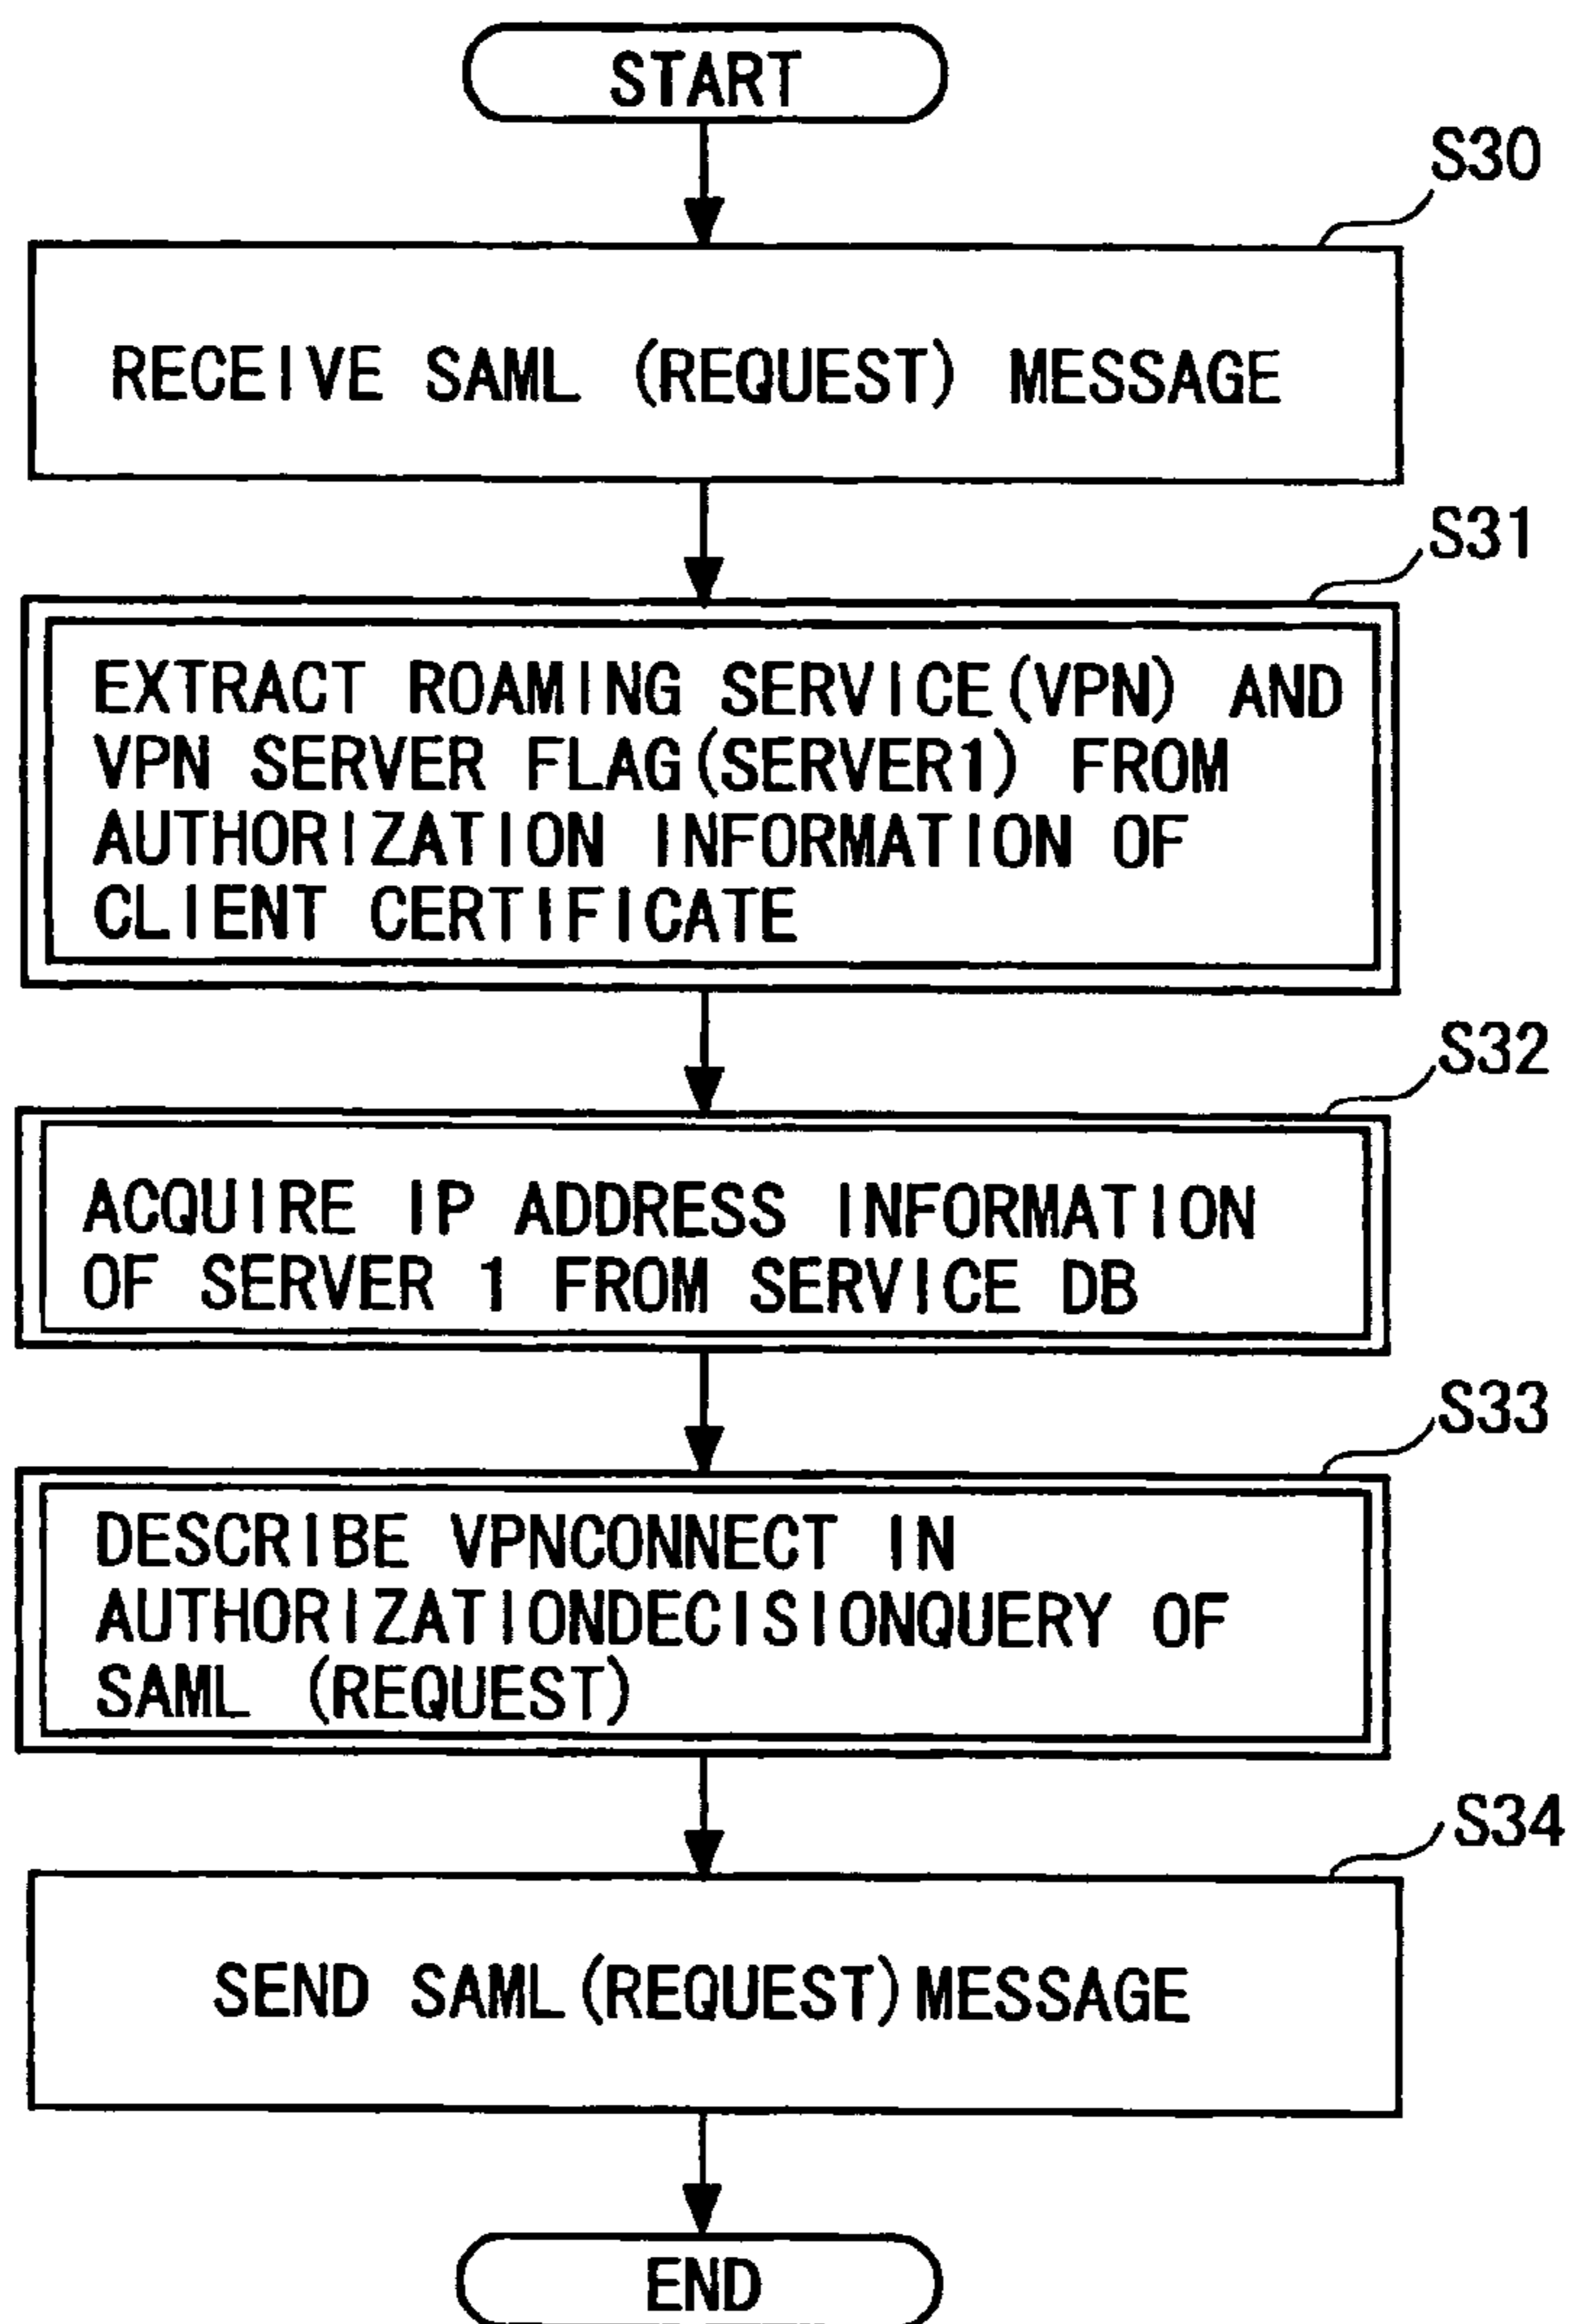 START
S30
RECEIVE SAML (REQUEST) MESSAGE
S31
EXTRACT ROAMING SERVICE(VPN) AND
VPN SERVER FLAG(SERVER1) FROM
AUTHORIZATION INFORMATION OF
CLIENT CERTIFICATE
S32
ACQUIRE IP ADDRESS INFORMATION
OF SERVER 1 FROM SERVICE DB
S33
DESCRIBE VPNCONNECT IN
AUTHORIZATIONDECISIONQUERY OF
SAML (REQUEST)
S34
SEND SAML(REQUEST)MESSAGE
END